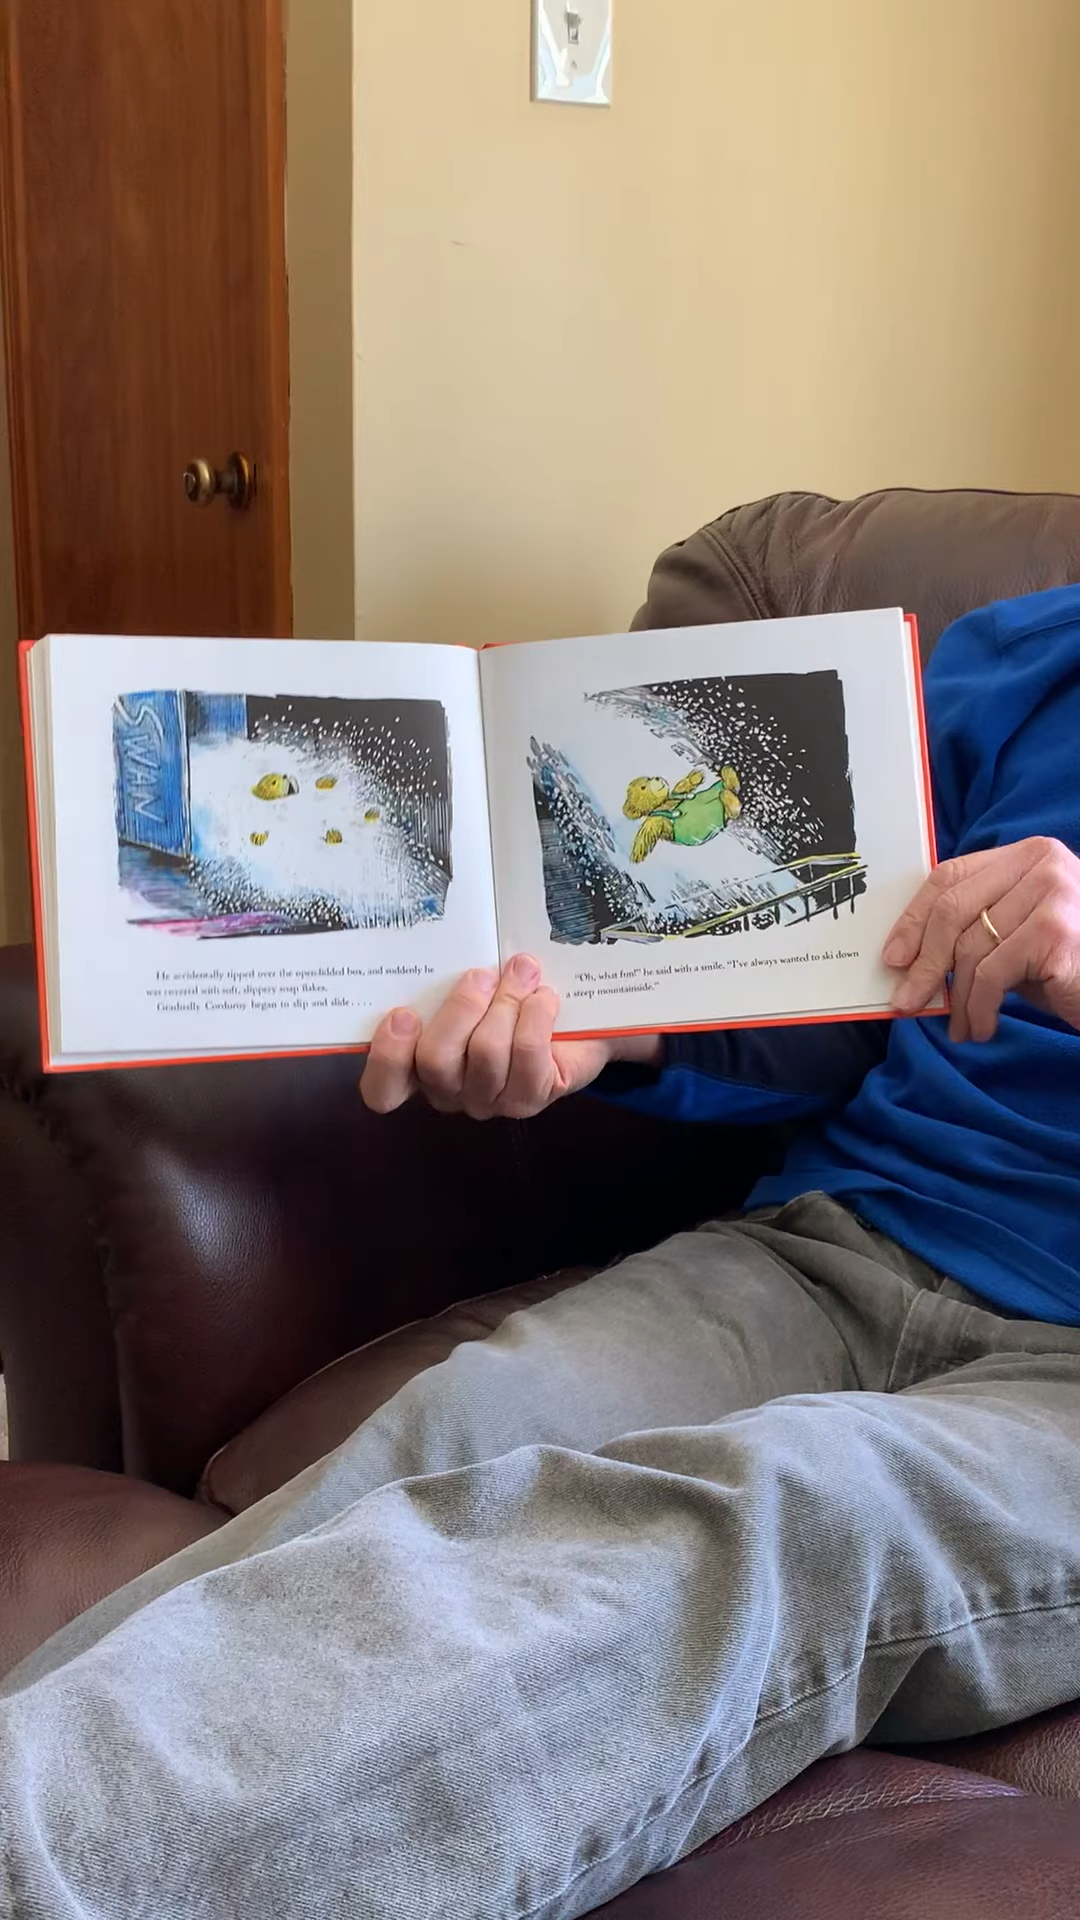 SWAN
He accidentally tipped over the open-lidded box, and suddenly he
was covered with soft, slippery soap flakes.
Gradually Corduroy began to slip and slide . . . .
"Oh, what fun!" he said with a smile. "I've always wanted to ski down
a steep mountainside."